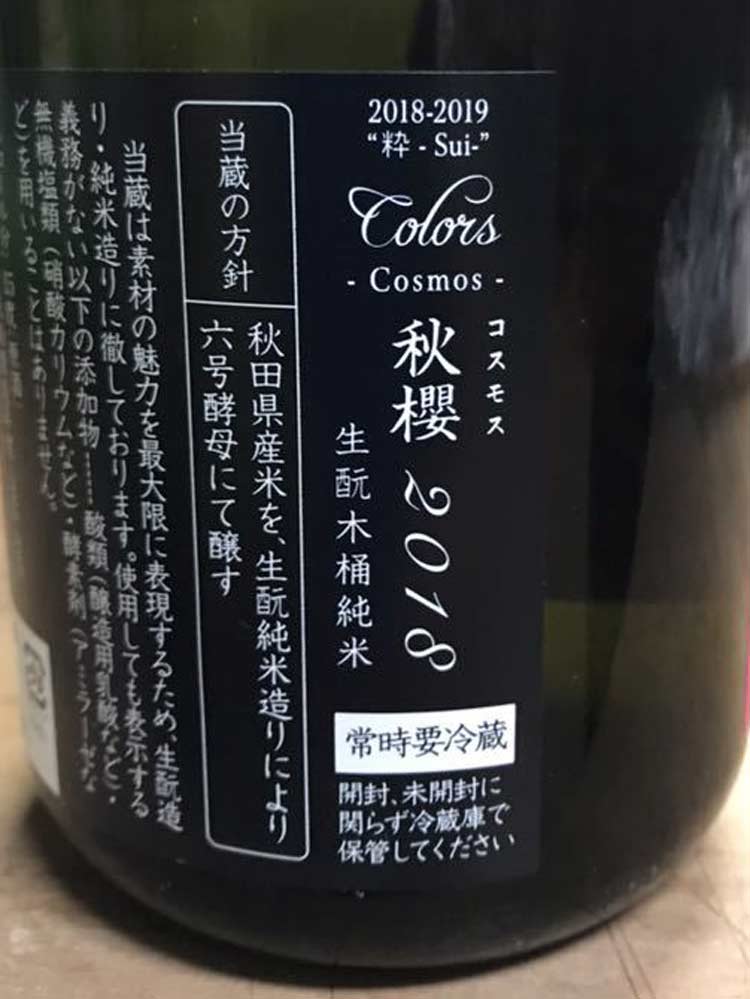 2018-2019
“粋 - Sui-”
Colors
- Cosmos -
コスモス
秋櫻 2018
生酛木桶純米
常時要冷蔵
開封、未開封に
関らず冷蔵庫で
保管してください
当蔵の方針
秋田県産米を、生酛純米造りにより
六号酵母にて醸す
当蔵は素材の魅力を最大限に表現するため、生酛造
り・純米造りに徹しております。使用しても表示する
義務がない以下の添加物……酸類(醸造用乳酸など)・
無機塩類(硝酸カリウムなど)・酵素剤(アミラーゼな
ど)を用いることはありません。